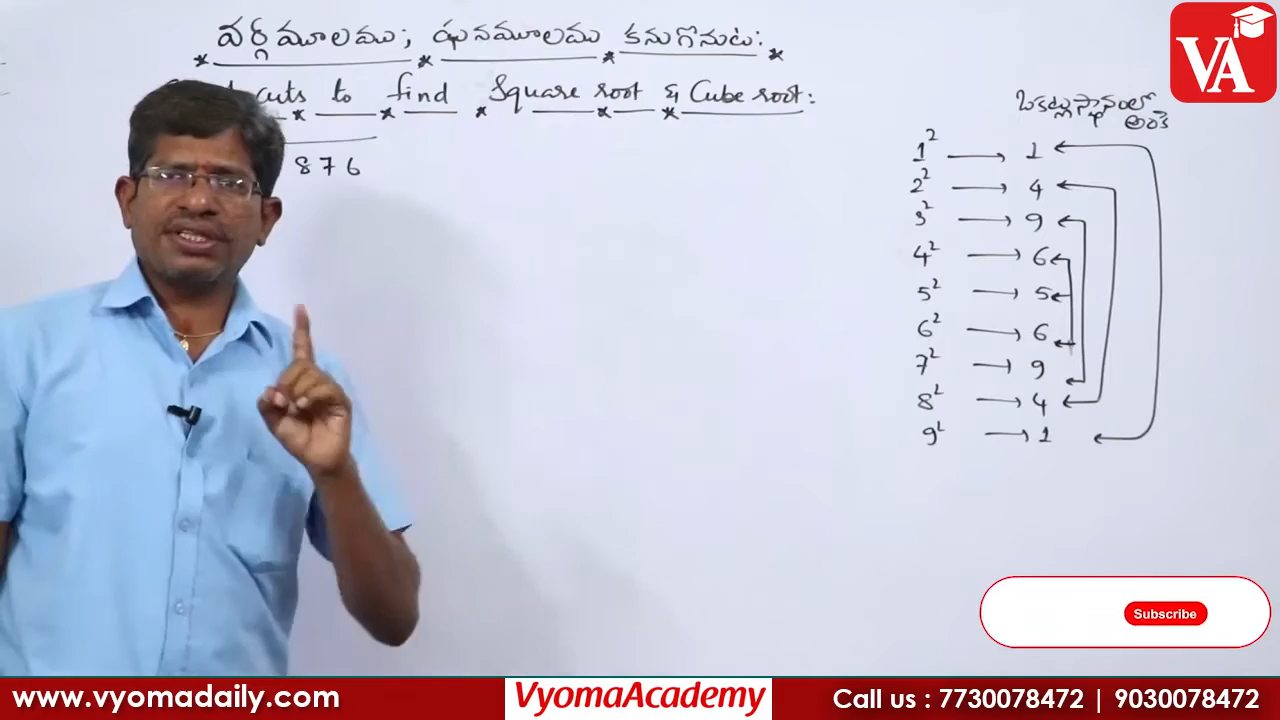 వర్గమూలము; ఘనమూలము కనుగొనుట:
cuts to find Square root & Cube root:
876
ఒకట్లస్థానంలో
అంకె
1² → 1
2² → 4
3² → 9
4² → 6
5² → 5
6² → 6
7² → 9
8² → 4
9² → 1
VA
Subscribe
www.vyomadaily.com
VyomaAcademy
Call us : 7730078472 | 9030078472